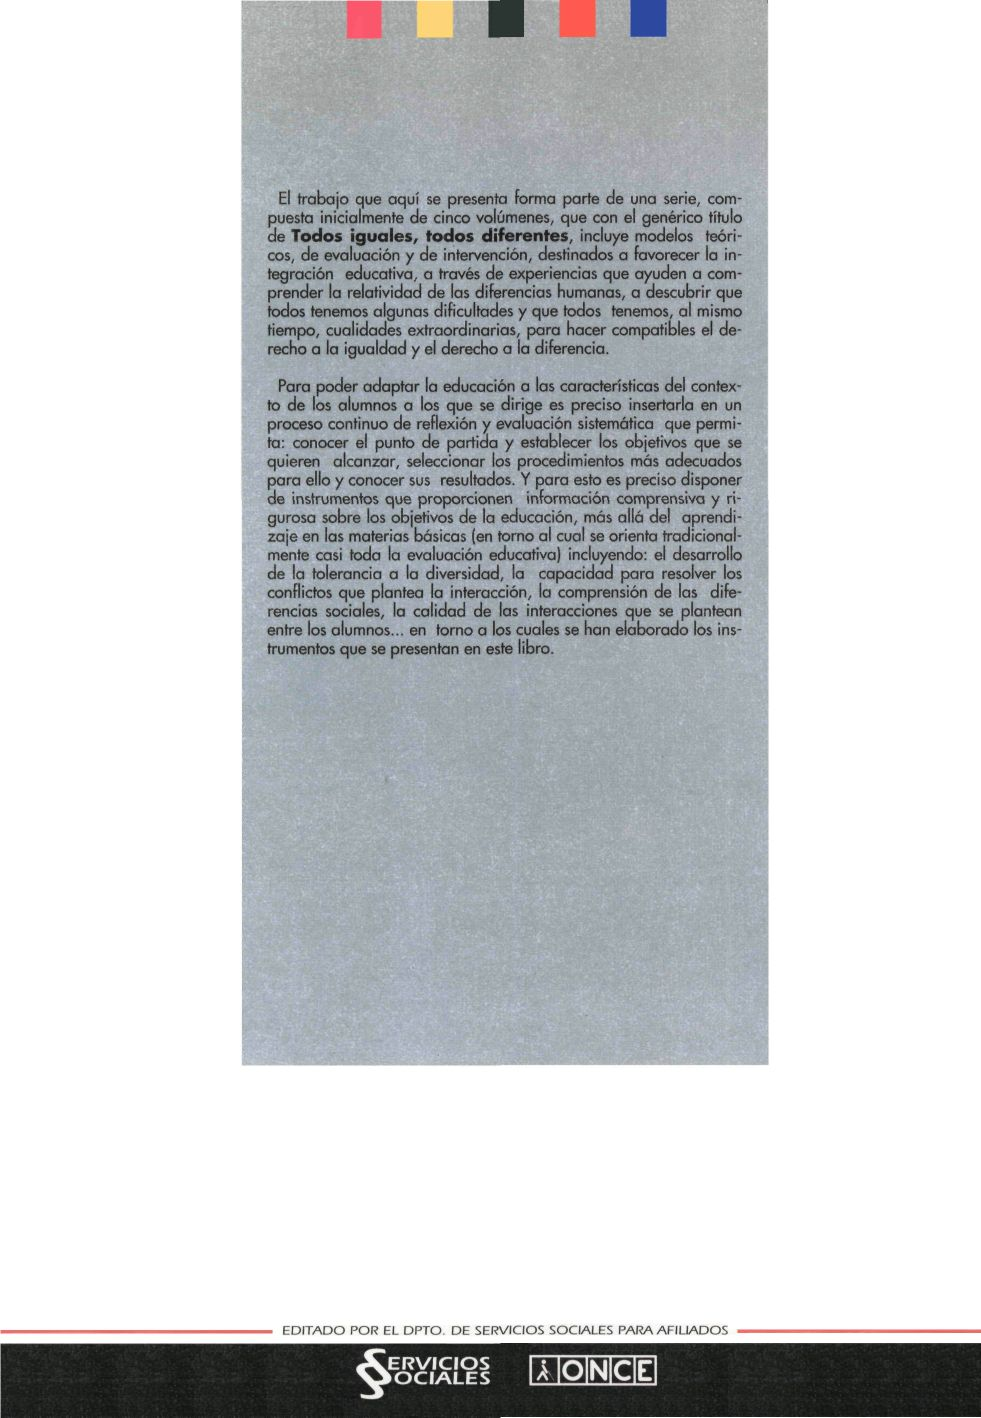 El trabajo que aquí se presenta forma parte de una serie, com-
puesta inicialmente de cinco volúmenes, que con el genérico título
de Todos iguales, todos diferentes, incluye modelos teóri-
cos, de evaluación y de intervención, destinados a favorecer la in-
tegración educativa, a través de experiencias que ayuden a com-
prender la relatividad de las diferencias humanas, a descubrir que
todos tenemos algunas dificultades y que todos tenemos, al mismo
tiempo, cualidades extraordinarias, para hacer compatibles el de-
recho a la igualdad y el derecho a la diferencia.
Para poder adaptar la educación a las características del contex-
to de los alumnos a los que se dirige es preciso insertarla en un
proceso continuo de reflexión y evaluación sistemática que permi-
ta: conocer el punto de partida y establecer los objetivos que se
quieren alcanzar, seleccionar los procedimientos más adecuados
para ello y conocer sus resultados. Y para esto es preciso disponer
de instrumentos que proporcionen información comprensiva y ri-
gurosa sobre los objetivos de la educación, más allá del aprendi-
zaje en las materias básicas (en torno al cual se orienta tradicional-
mente casi toda la evaluación educativa) incluyendo: el desarrollo
de la tolerancia a la diversidad, la capacidad para resolver los
conflictos que plantea la interacción, la comprensión de las dife-
rencias sociales, la calidad de las interacciones que se plantean
entre los alumnos... en torno a los cuales se han elaborado los ins-
trumentos que se presentan en este libro.
EDITADO POR EL DPTO. DE SERVICIOS SOCIALES PARA AFILIADOS
SERVICIOS
SOCIALES
ONCE